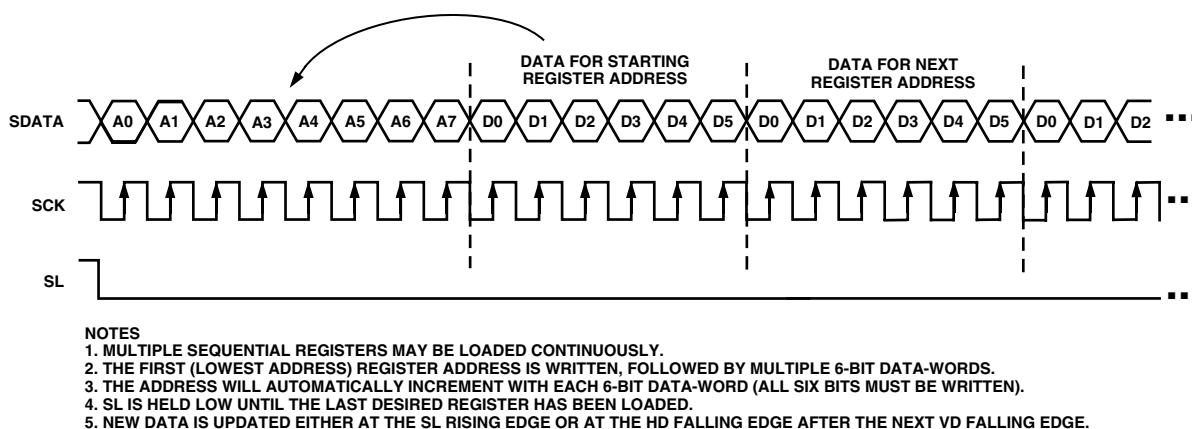 DATA FOR STARTING
REGISTER ADDRESS
DATA FOR NEXT
REGISTER ADDRESS
SDATA A0 A1 A2 A3 A4 A5 A6 A7 D0 D1 D2 D3 D4 D5 D0 D1 D2 D3 D4 D5 D0 D1 D2
SCK
SL
NOTES
1. MULTIPLE SEQUENTIAL REGISTERS MAY BE LOADED CONTINUOUSLY.
2. THE FIRST (LOWEST ADDRESS) REGISTER ADDRESS IS WRITTEN, FOLLOWED BY MULTIPLE 6-BIT DATA-WORDS.
3. THE ADDRESS WILL AUTOMATICALLY INCREMENT WITH EACH 6-BIT DATA-WORD (ALL SIX BITS MUST BE WRITTEN).
4. SL IS HELD LOW UNTIL THE LAST DESIRED REGISTER HAS BEEN LOADED.
5. NEW DATA IS UPDATED EITHER AT THE SL RISING EDGE OR AT THE HD FALLING EDGE AFTER THE NEXT VD FALLING EDGE.